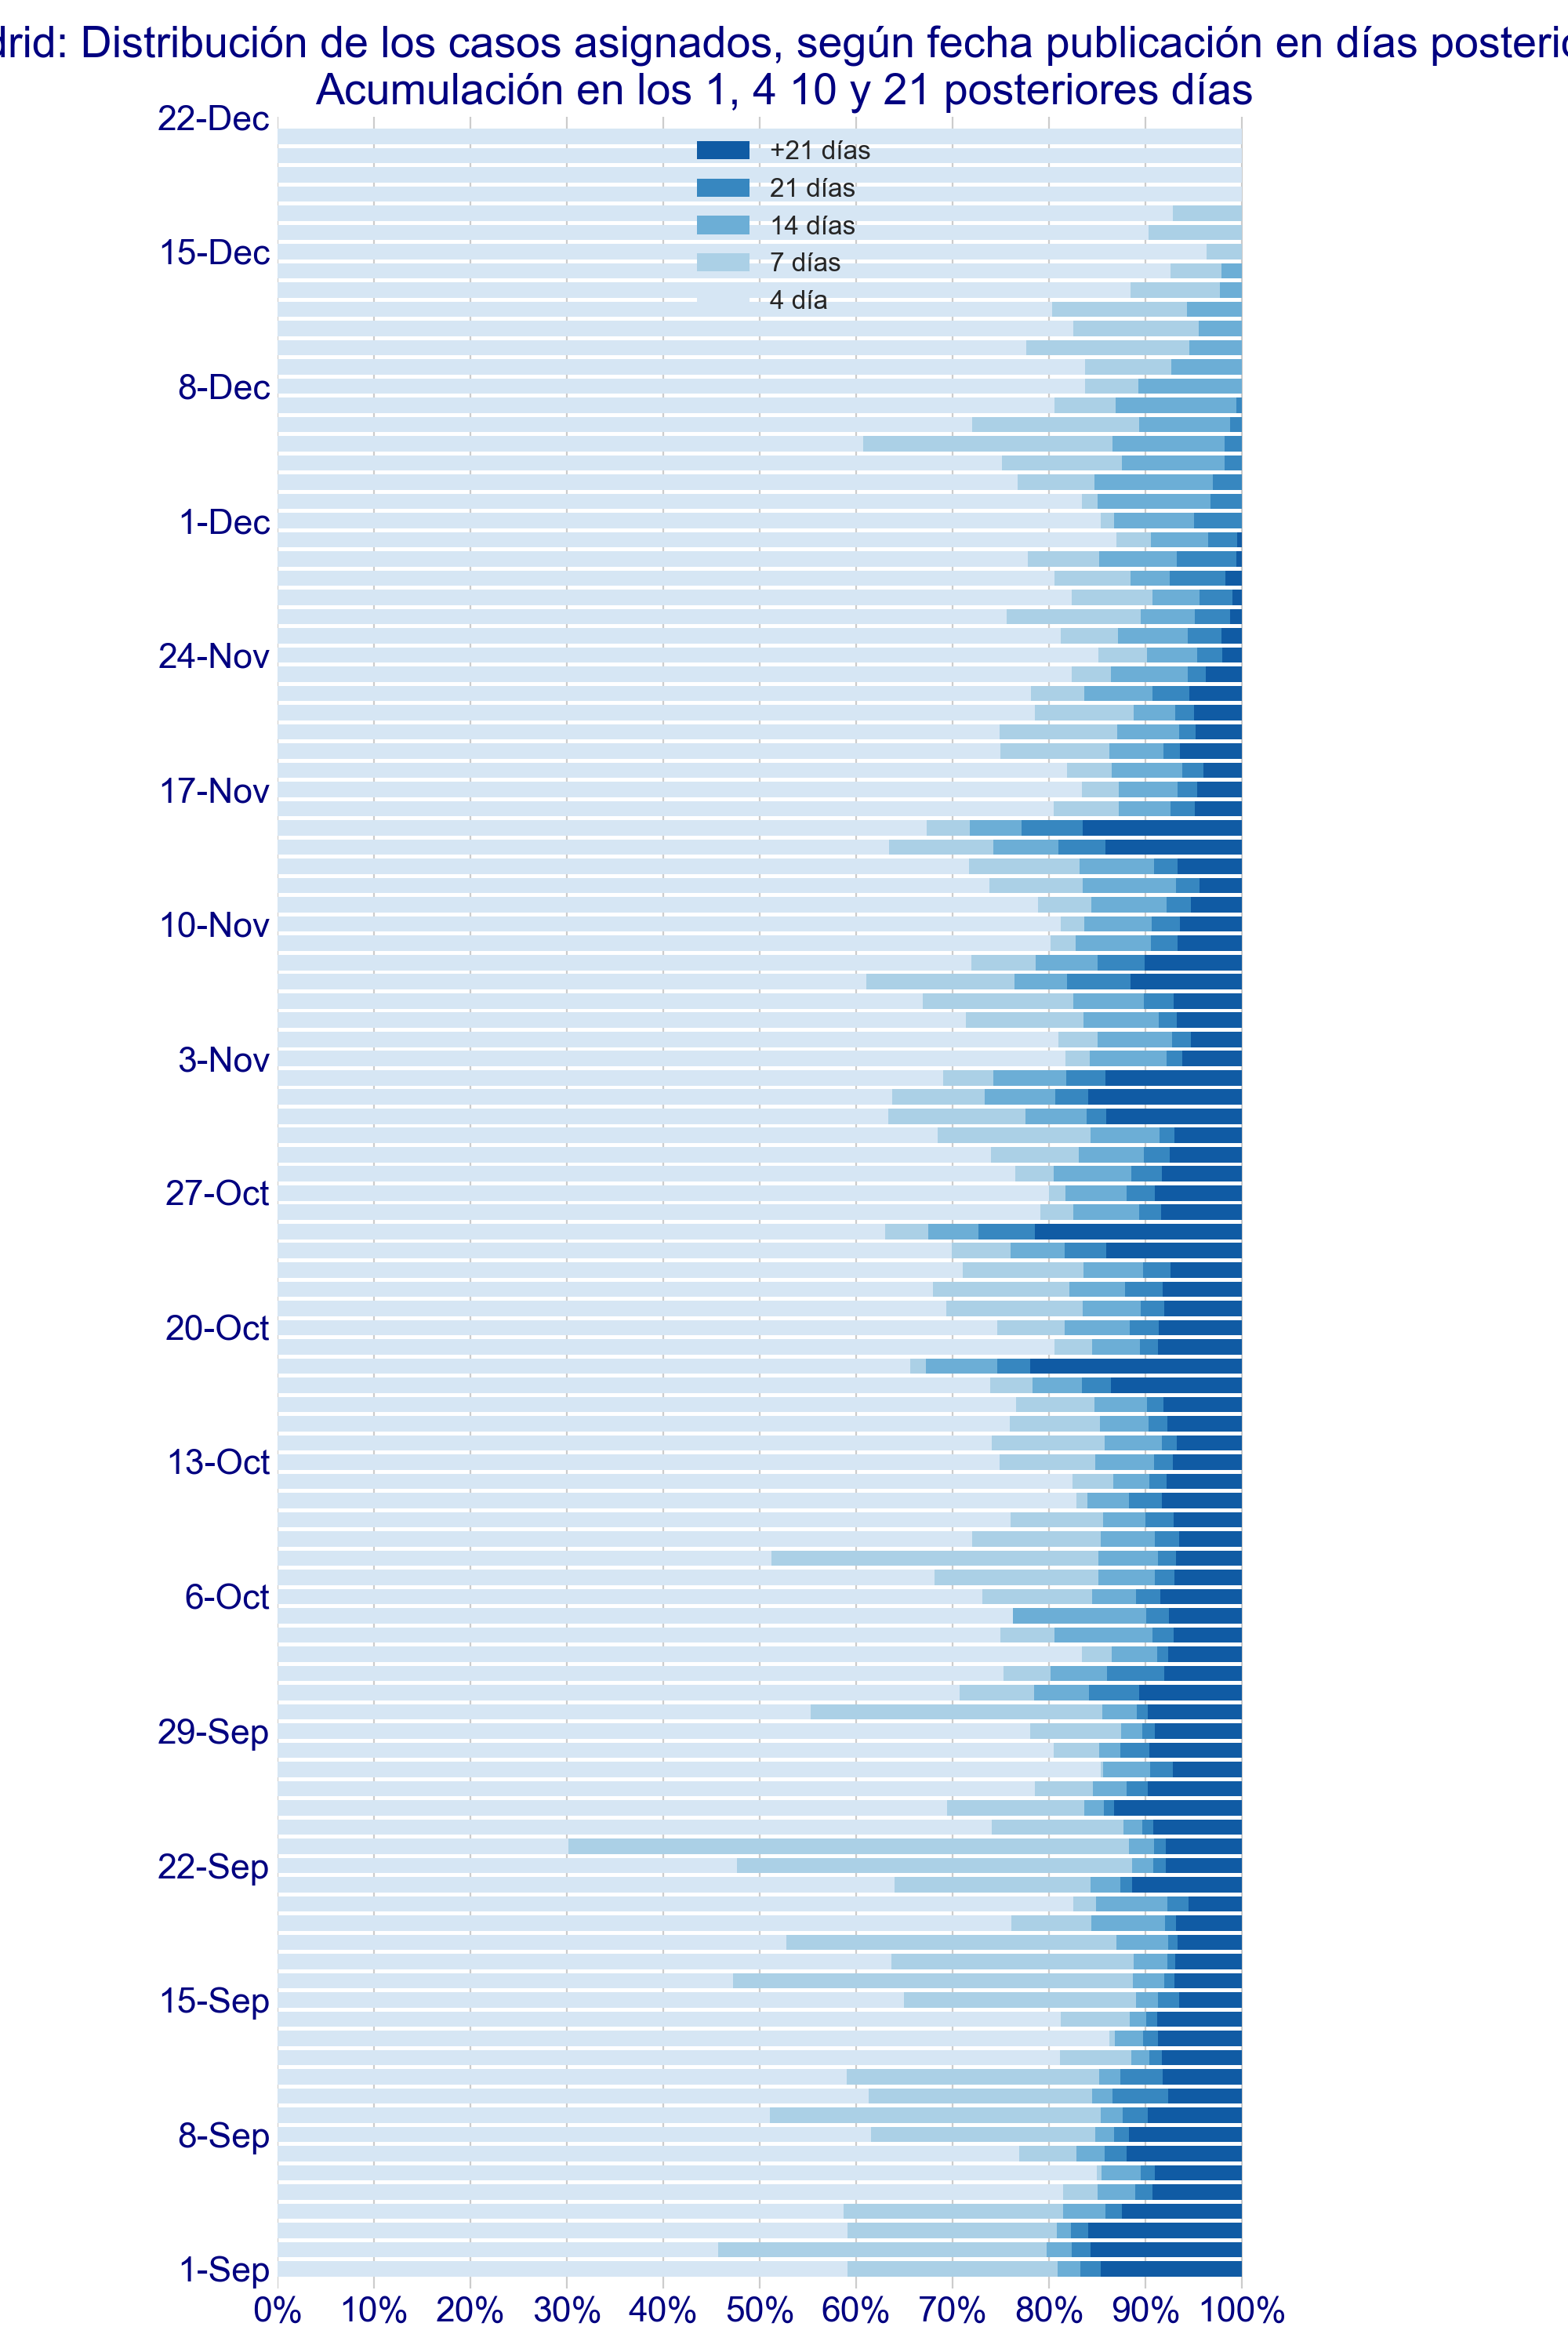 drid: Distribución de los casos asignados, según fecha publicación en días posterio
Acumulación en los 1, 4 10 y 21 posteriores días
22-Dec
+21 días
21 días
14 días
7 días
4 día
15-Dec
8-Dec
1-Dec
24-Nov
17-Nov
10-Nov
3-Nov
27-Oct
20-Oct
13-Oct
6-Oct
29-Sep
22-Sep
15-Sep
8-Sep
1-Sep
0% 10% 20% 30% 40% 50% 60% 70% 80% 90% 100%